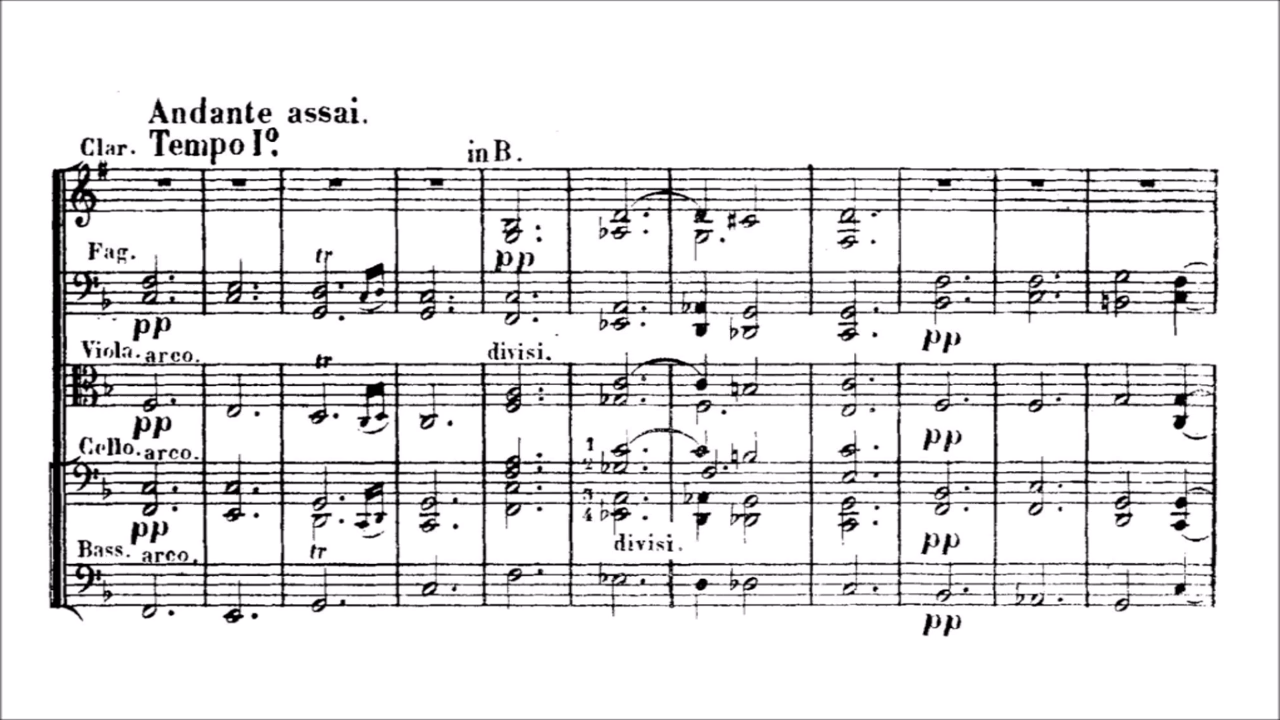 Andante assai.
Clar. Tempo Iº.
in B.
pp
Fag.
tr
pp
pp
Viola. arco.
tr
divisi.
pp
pp
Cello. arco.
1
2
3
4
pp
pp
Bass. arco.
tr
divisi.
pp